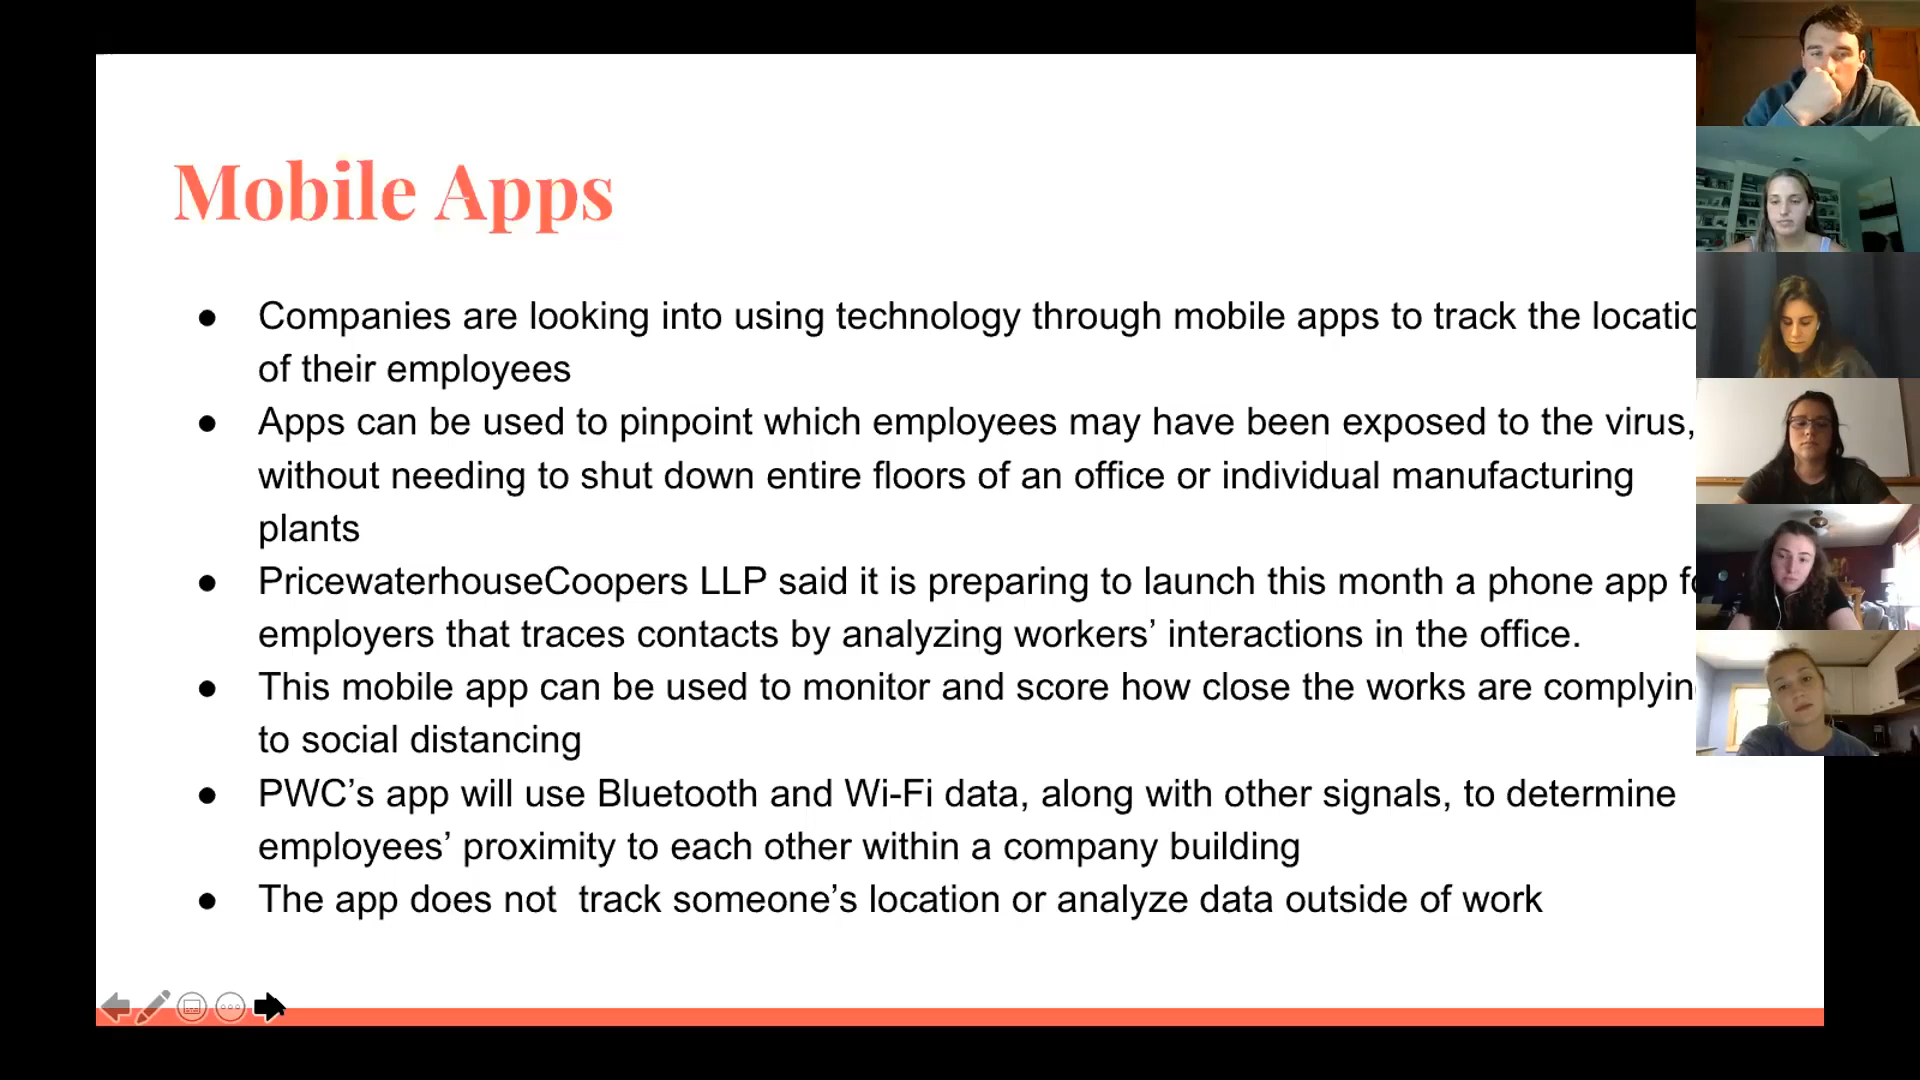 Mobile Apps
● Companies are looking into using technology through mobile apps to track the
of their employees
● Apps can be used to pinpoint which employees may have been exposed to the virus,
without needing to shut down entire floors of an office or individual manufacturing
plants
● PricewaterhouseCoopers LLP said it is preparing to launch this month a phone app
employers that traces contacts by analyzing workers’ interactions in the office.
● This mobile app can be used to monitor and score how close the works are
to social distancing
● PWC’s app will use Bluetooth and Wi-Fi data, along with other signals, to determine
employees’ proximity to each other within a company building
● The app does not  track someone’s location or analyze data outside of work